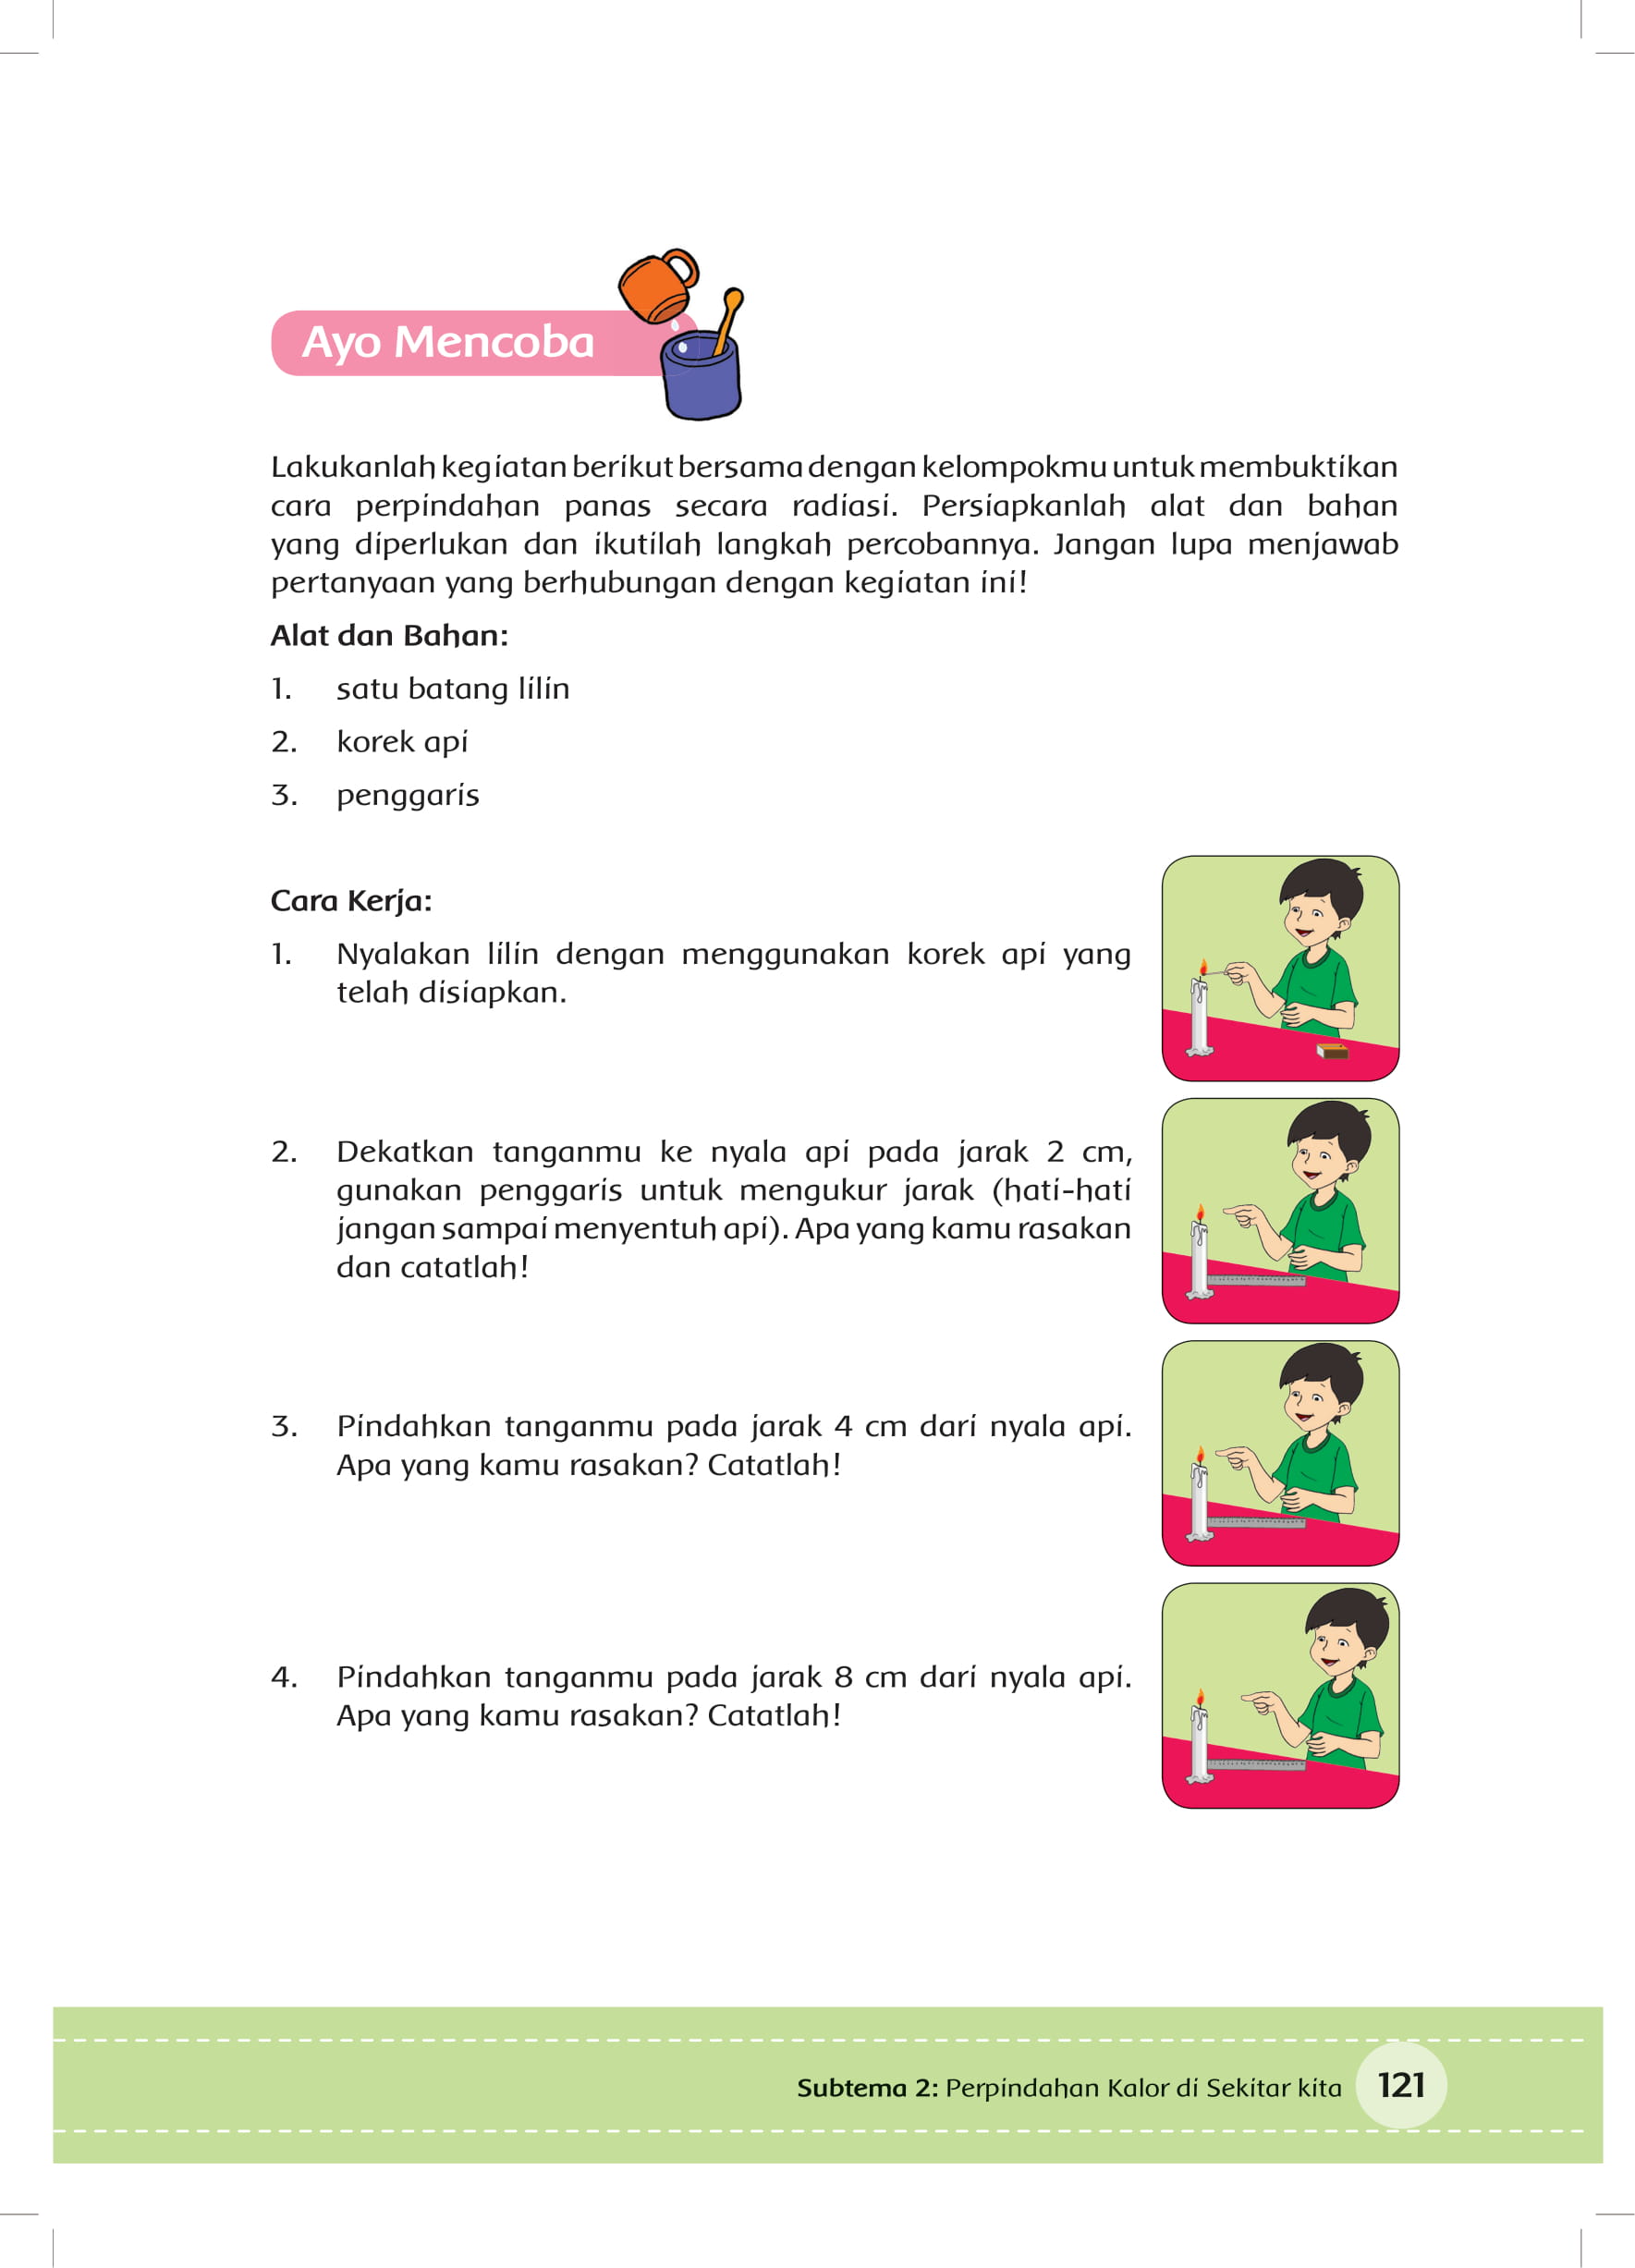 Ayo Mencoba
Lakukanlah kegiatan berikut bersama dengan kelompokmu untuk membuktikan
cara perpindahan panas secara radiasi. Persiapkanlah alat dan bahan
yang diperlukan dan ikutilah langkah percobannya. Jangan lupa menjawab
pertanyaan yang berhubungan dengan kegiatan ini!
Alat dan Bahan:
1. satu batang lilin
2. korek api
3. penggaris
Cara Kerja:
1. Nyalakan lilin dengan menggunakan korek api yang
telah disiapkan.
2. Dekatkan tanganmu ke nyala api pada jarak 2 cm,
gunakan penggaris untuk mengukur jarak (hati-hati
jangan sampai menyentuh api). Apa yang kamu rasakan
dan catatlah!
3. Pindahkan tanganmu pada jarak 4 cm dari nyala api.
Apa yang kamu rasakan? Catatlah!
4. Pindahkan tanganmu pada jarak 8 cm dari nyala api.
Apa yang kamu rasakan? Catatlah!
Subtema 2: Perpindahan Kalor di Sekitar kita 121